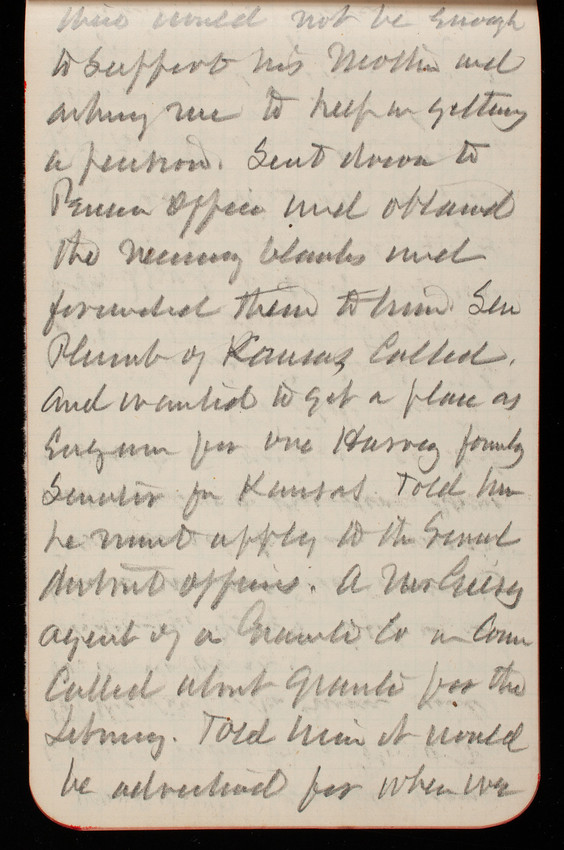 this would not be enough
to support his Mother and
asking me to help in getting
a pension. Sent down to
Pension Office and obtained
the necessary blanks and
forwarded them to him. Sen
Plumb of Kansas Called,
and wanted to get a place as
for one Harvey formerly
Senator for Kansas Told him
he must apply to the several
district officers. A
agent of a Granite Co in Conn
Called about Granite for the
Library. Told him it would
be advertised for when we